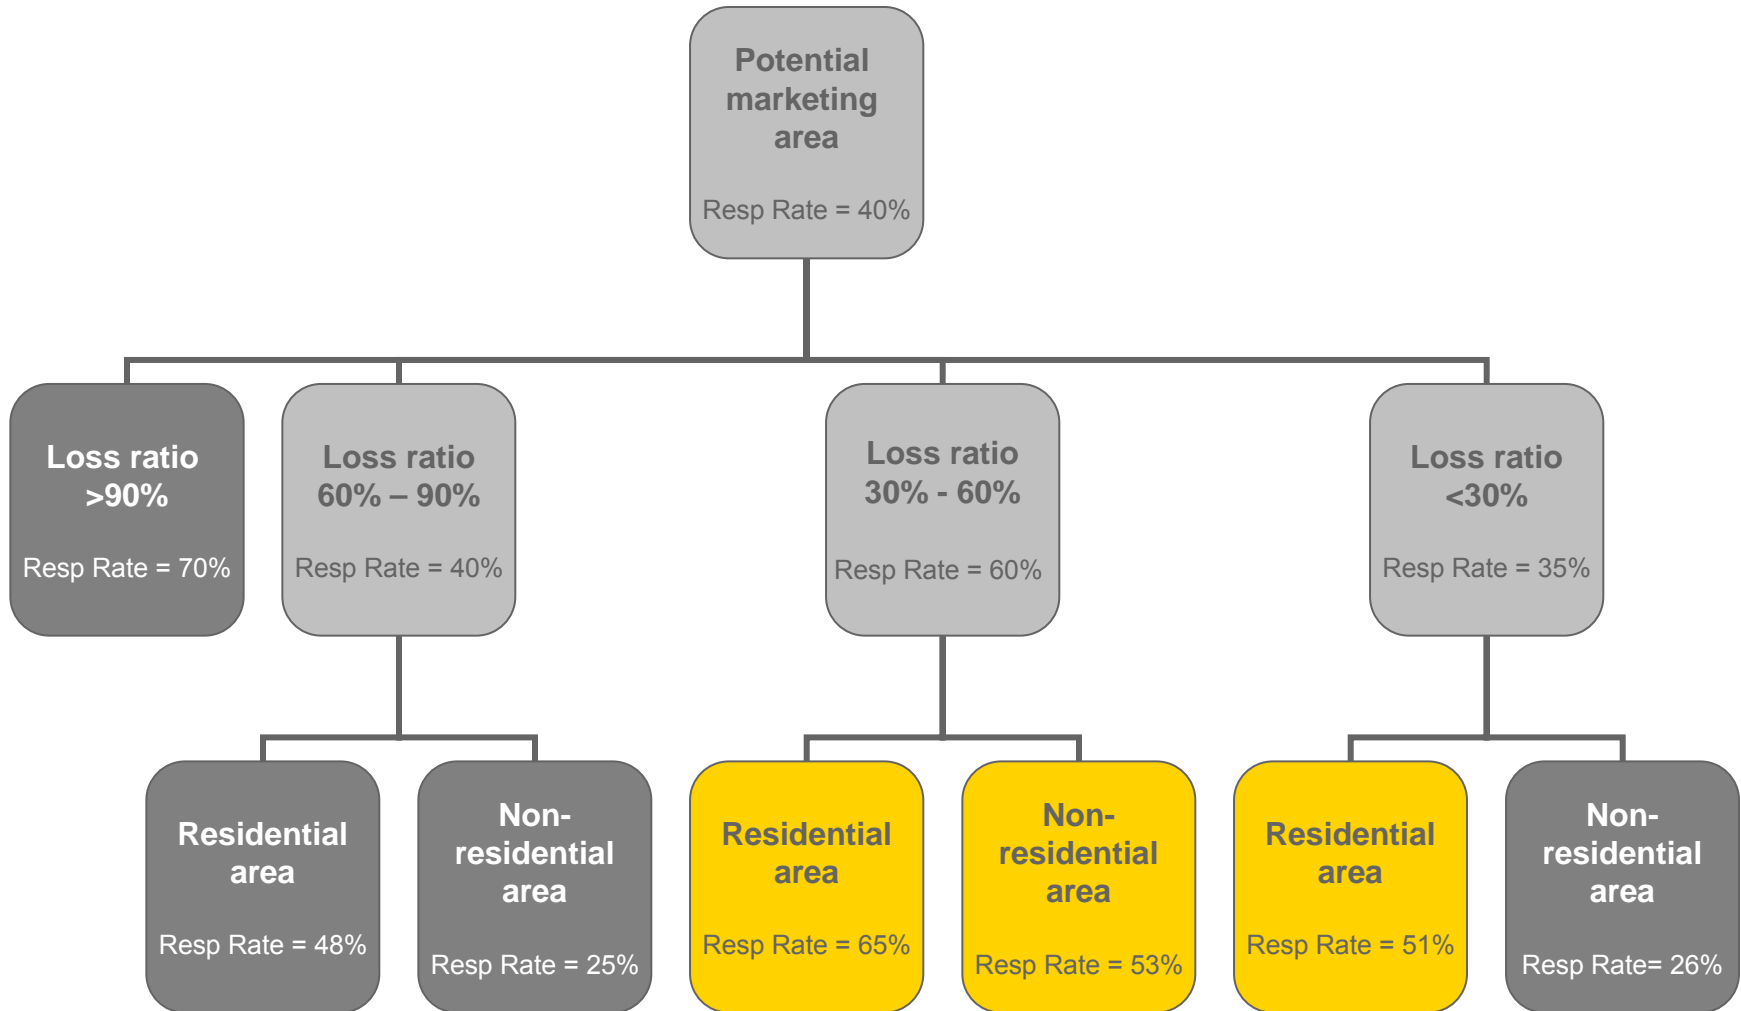 Potential
marketing
area
Resp Rate = 40%
Loss ratio
>90%
Resp Rate = 70%
Loss ratio
60% – 90%
Resp Rate = 40%
Loss ratio
30% - 60%
Resp Rate = 60%
Loss ratio
<30%
Resp Rate = 35%
Residential
area
Resp Rate = 48%
Non-
residential
area
Resp Rate = 25%
Residential
area
Resp Rate = 65%
Non-
residential
area
Resp Rate = 53%
Residential
area
Resp Rate = 51%
Non-
residential
area
Resp Rate= 26%